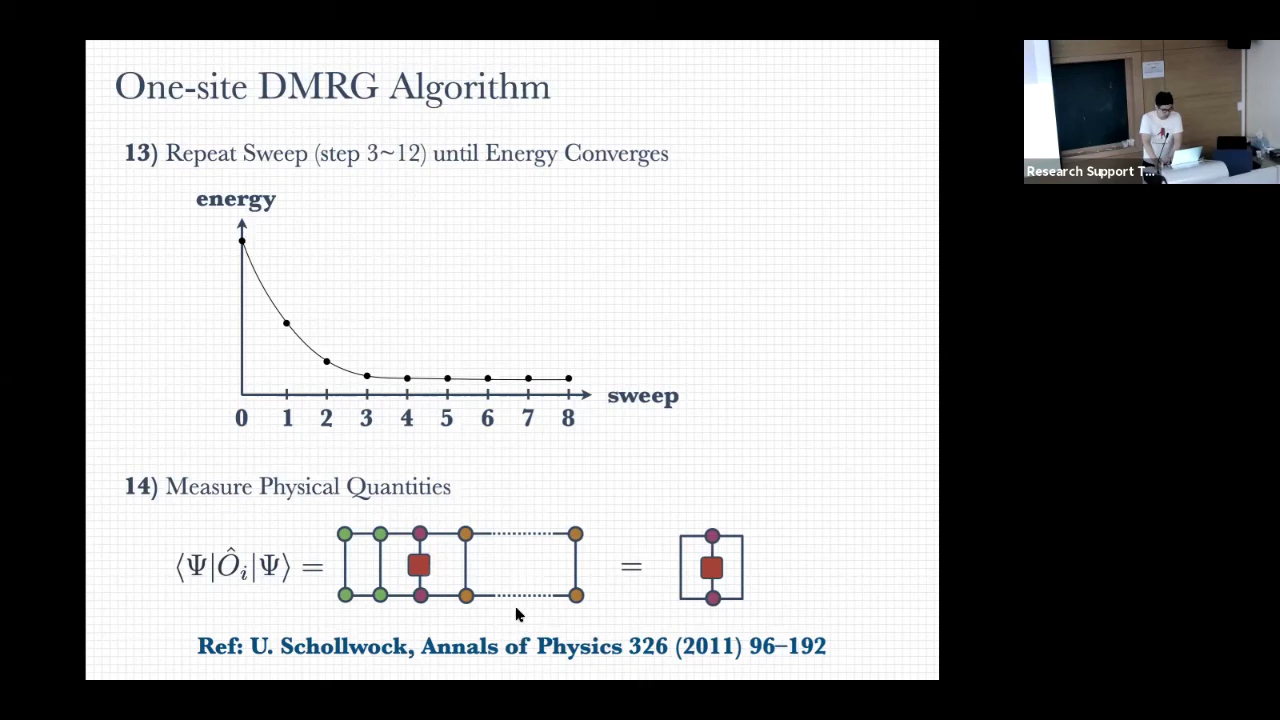 One-site DMRG Algorithm
13) Repeat Sweep (step 3~12) until Energy Converges
energy
sweep
0 1 2 3 4 5 6 7 8
14) Measure Physical Quantities
⟨Ψ|Ôᵢ|Ψ⟩ = =
Ref: U. Schollwock, Annals of Physics 326 (2011) 96–192
Research Support T...